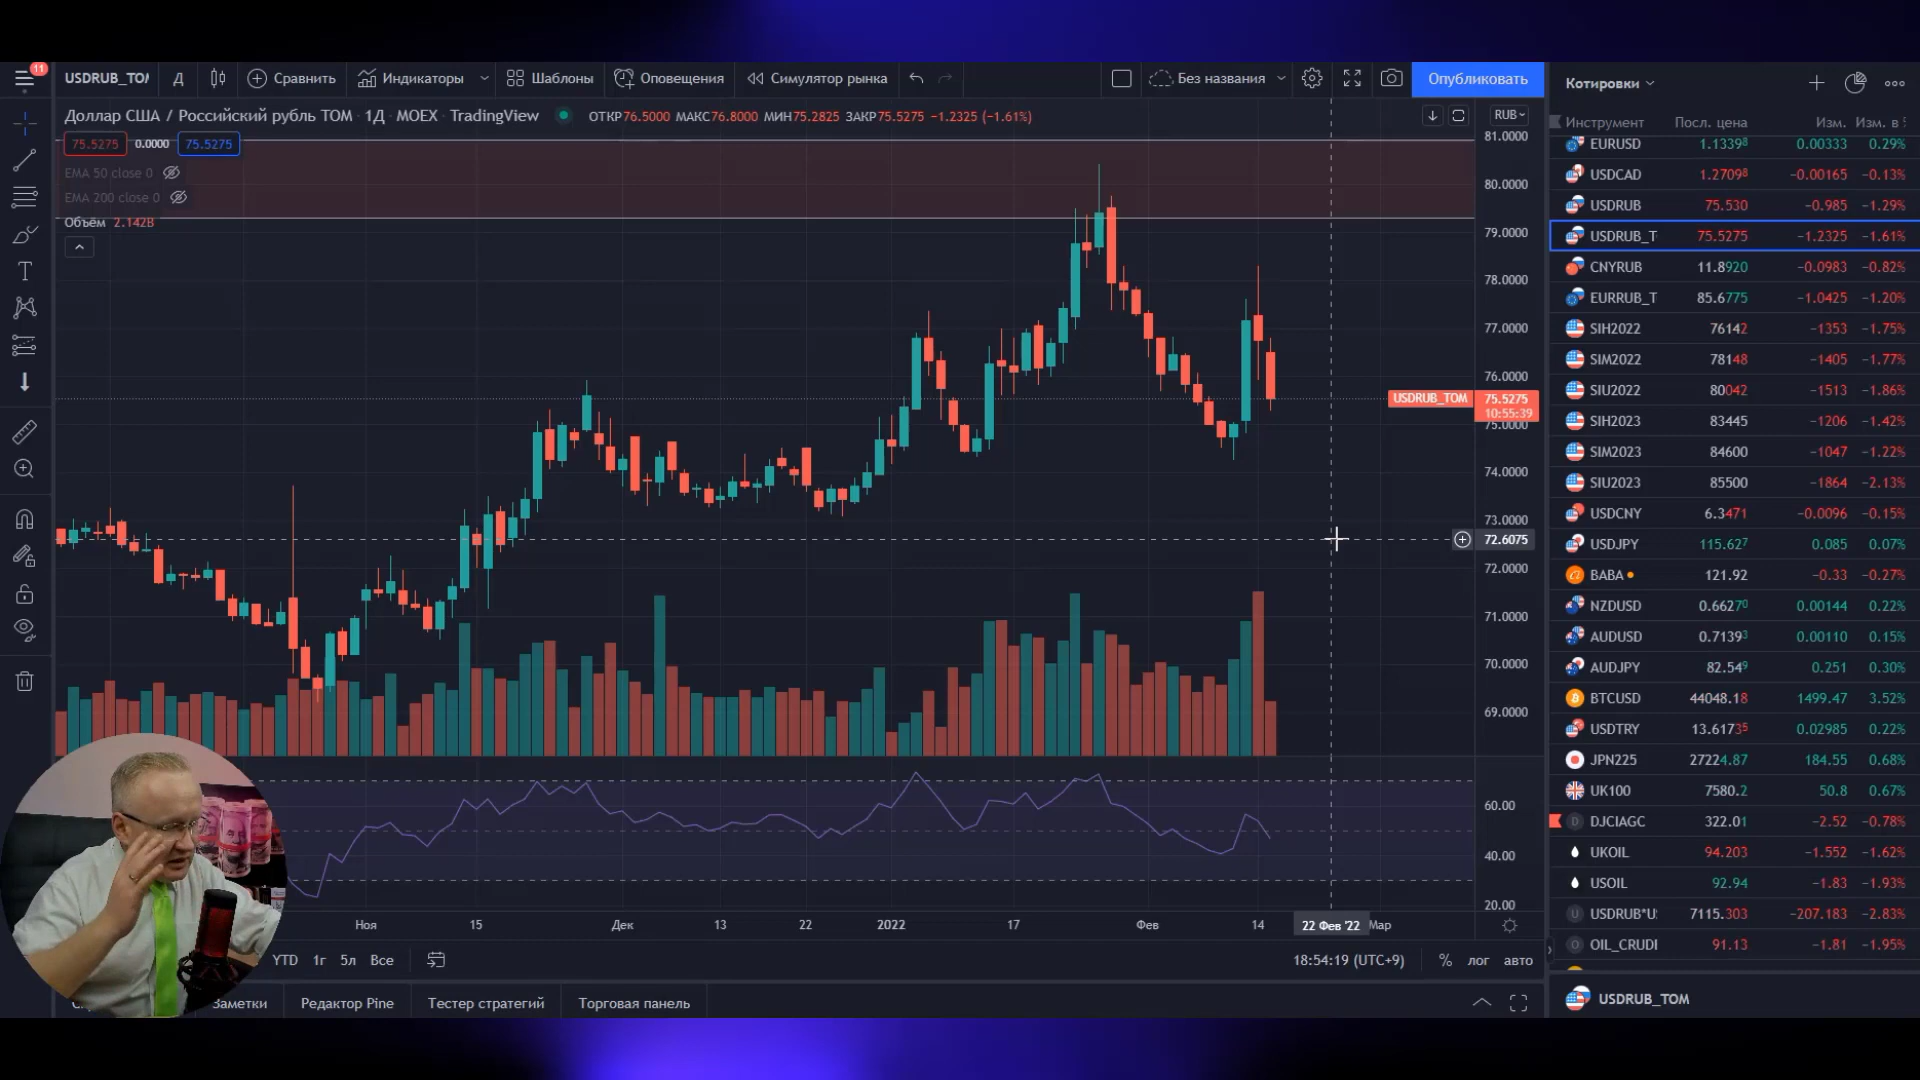 11
USDRUB_TOM
Д
Сравнить
Индикаторы
Шаблоны
Оповещения
Симулятор рынка
Без названия
Опубликовать
Доллар США / Российский рубль ТОМ · 1Д · MOEX · TradingView
ОТКР76.5000 МАКС76.8000 МИН75.2825 ЗАКР75.5275 −1.2325 (−1.61%)
RUB
75.5275 0.0000 75.5275
EMA 50 close 0
EMA 200 close 0
Объём 2.142B
81.0000
80.0000
79.0000
78.0000
77.0000
76.0000
USDRUB_TOM 75.5275
10:55:39
75.0000
74.0000
73.0000
72.6075
72.0000
71.0000
70.0000
69.0000
60.00
40.00
20.00
Ноя 15 Дек 13 22 2022 17 Фев 14 22 Фев '22 Мар
YTD 1г 5л Все
18:54:19 (UTC+9)
% лог авто
Заметки
Редактор Pine
Тестер стратегий
Торговая панель
Котировки
Инструмент Посл. цена Изм. Изм. в %
EURUSD 1.13398 0.00333 0.29%
USDCAD 1.27098 −0.00165 −0.13%
USDRUB 75.530 −0.985 −1.29%
USDRUB_T 75.5275 −1.2325 −1.61%
CNYRUB 11.8920 −0.0983 −0.82%
EURRUB_T 85.6775 −1.0425 −1.20%
SIH2022 76142 −1353 −1.75%
SIM2022 78148 −1405 −1.77%
SIU2022 80042 −1513 −1.86%
SIH2023 83445 −1206 −1.42%
SIM2023 84600 −1047 −1.22%
SIU2023 85500 −1864 −2.13%
USDCNY 6.3471 −0.0096 −0.15%
USDJPY 115.627 0.085 0.07%
BABA 121.92 −0.33 −0.27%
NZDUSD 0.66270 0.00144 0.22%
AUDUSD 0.71393 0.00110 0.15%
AUDJPY 82.549 0.251 0.30%
BTCUSD 44048.18 1499.47 3.52%
USDTRY 13.61735 0.02985 0.22%
JPN225 27224.87 184.55 0.68%
UK100 7580.2 50.8 0.67%
D DJCIAGC 322.01 −2.52 −0.78%
UKOIL 94.203 −1.552 −1.62%
USOIL 92.94 −1.83 −1.93%
U USDRUB*U 7115.303 −207.183 −2.83%
O OIL_CRUDI 91.13 −1.81 −1.95%
USDRUB_TOM